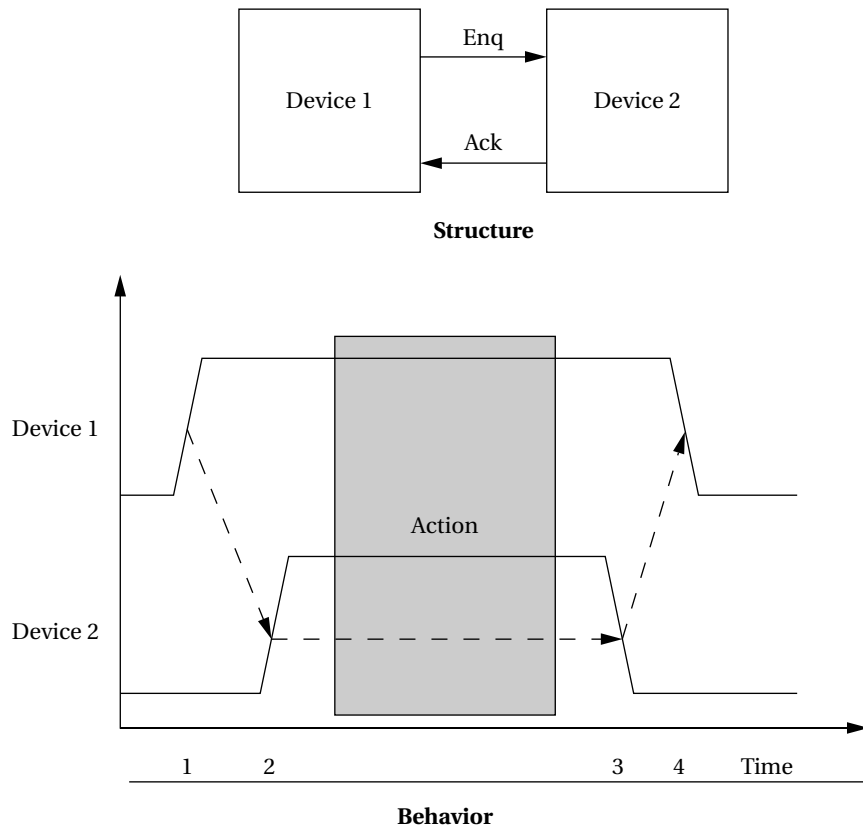 Enq
Device 1
Device 2
Ack
Structure
Device 1
Action
Device 2
1 2 3 4 Time
Behavior